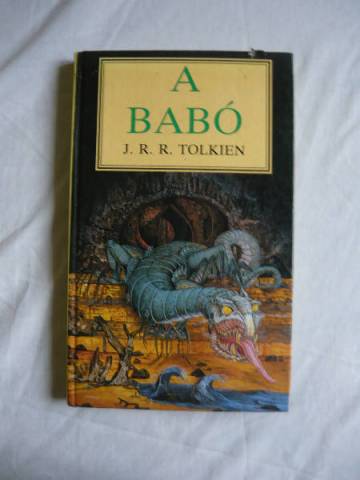 A
BABÓ
J. R. R. TOLKIEN